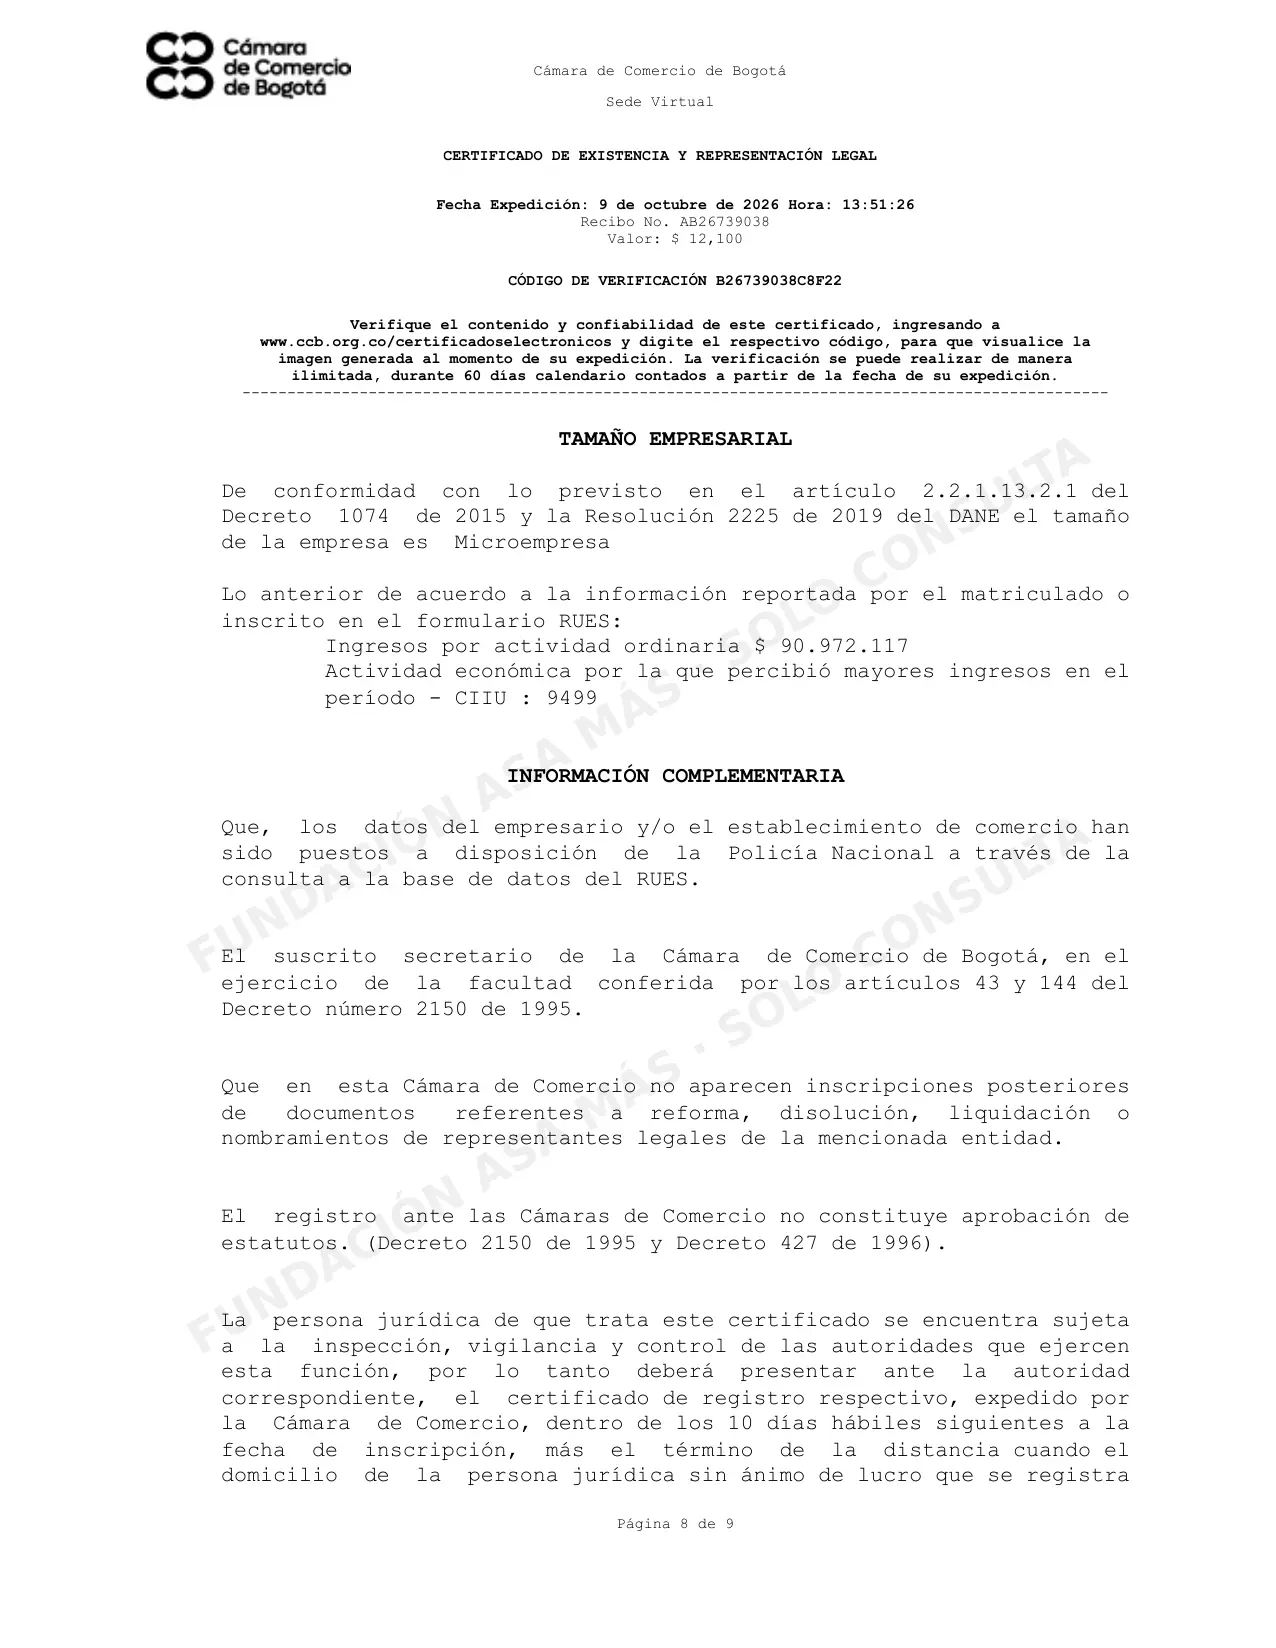 Cámara
de Comercio
de Bogotá
Cámara de Comercio de Bogotá
Sede Virtual
CERTIFICADO DE EXISTENCIA Y REPRESENTACIÓN LEGAL
Fecha Expedición: 9 de octubre de 2026 Hora: 13:51:26
Recibo No. AB26739038
Valor: $ 12,100
CÓDIGO DE VERIFICACIÓN B26739038C8F22
Verifique el contenido y confiabilidad de este certificado, ingresando a
www.ccb.org.co/certificadoselectronicos y digite el respectivo código, para que visualice la
imagen generada al momento de su expedición. La verificación se puede realizar de manera
ilimitada, durante 60 días calendario contados a partir de la fecha de su expedición.
------------------------------------------------------------------------------------------------
TAMAÑO EMPRESARIAL
De conformidad con lo previsto en el artículo 2.2.1.13.2.1 del
Decreto 1074 de 2015 y la Resolución 2225 de 2019 del DANE el tamaño
de la empresa es Microempresa
Lo anterior de acuerdo a la información reportada por el matriculado o
inscrito en el formulario RUES:
Ingresos por actividad ordinaria $ 90.972.117
Actividad económica por la que percibió mayores ingresos en el
período - CIIU : 9499
INFORMACIÓN COMPLEMENTARIA
Que, los datos del empresario y/o el establecimiento de comercio han
sido puestos a disposición de la Policía Nacional a través de la
consulta a la base de datos del RUES.
El suscrito secretario de la Cámara de Comercio de Bogotá, en el
ejercicio de la facultad conferida por los artículos 43 y 144 del
Decreto número 2150 de 1995.
Que en esta Cámara de Comercio no aparecen inscripciones posteriores
de documentos referentes a reforma, disolución, liquidación o
nombramientos de representantes legales de la mencionada entidad.
El registro ante las Cámaras de Comercio no constituye aprobación de
estatutos. (Decreto 2150 de 1995 y Decreto 427 de 1996).
La persona jurídica de que trata este certificado se encuentra sujeta
a la inspección, vigilancia y control de las autoridades que ejercen
esta función, por lo tanto deberá presentar ante la autoridad
correspondiente, el certificado de registro respectivo, expedido por
la Cámara de Comercio, dentro de los 10 días hábiles siguientes a la
fecha de inscripción, más el término de la distancia cuando el
domicilio de la persona jurídica sin ánimo de lucro que se registra
Página 8 de 9
FUNDACIÓN ASA MÁS · SOLO CONSULTA
FUNDACIÓN ASA MÁS · SOLO CONSULTA